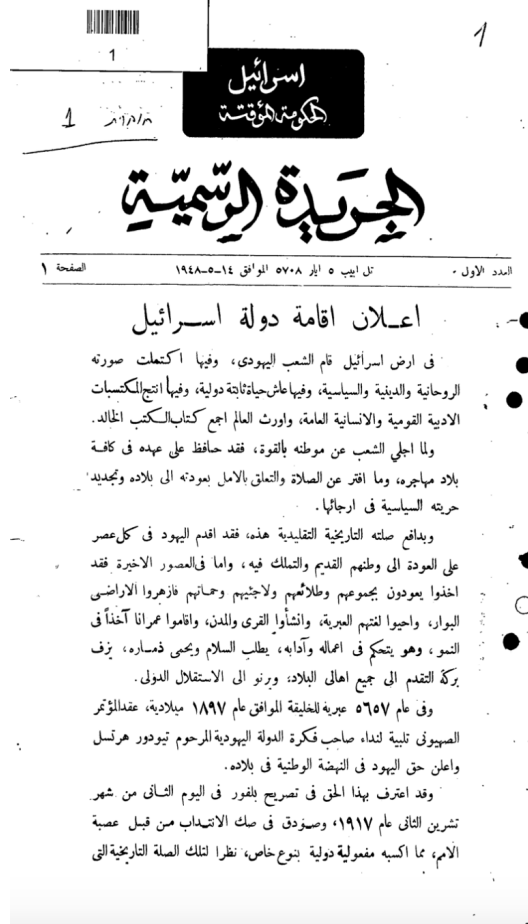 1
1
اسرائيل
الحكومة المؤقتة
1
الجريدة الرسمية
العدد الاول٠ تل ابيب ٥ ايار ٥٧٠٨ الموافق ١٤-٥-١٩٤٨ الصفحة ١
اعلان اقامة دولة اسرائيل
فى ارض اسرائيل قام الشعب اليهودى، وفيها اكتملت صورته
الروحانية والدينية والسياسية، وفيها عاش حياة ثابتة دولية، وفيها انتج المكتسبات
الادبية القومية والانسانية العامة، واورث العالم اجمع كتاب الكتب الخالد.
ولما اجلي الشعب عن موطنه بالقوة، فقد حافظ على عهده فى كافة
بلاد مهاجره، وما افتر عن الصلاة والتعلق بالامل بعودته الى بلاده وتجديد
حريته السياسية فى ارجائها.
وبدافع صلته التاريخية التقليدية هذه، فقد اقدم اليهود فى كل عصر
على العودة الى وطنهم القديم والتملك فيه، واما فى العصور الاخيرة فقد
اخذوا يعودون بجموعهم وطلائعهم ولاجئيهم وحماتهم فازهروا الاراضى
البوار، واحيوا لغتهم العبرية، وانشأوا القرى والمدن، واقاموا عمرانا آخذاً فى
النمو، وهو يتحكم فى اعماله وآدابه، يطلب السلام ويحمى ذماره، يزف
بركة التقدم الى جميع اهالى البلاد، ويرنو الى الاستقلال الدولى.
وفى عام ٥٦٥٧ عبرية للخليقة الموافق عام ١٨٩٧ ميلادية، عقد المؤتمر
الصهيونى تلبية لنداء صاحب فكرة الدولة اليهودية المرحوم تيودور هرتسل
واعلن حق اليهود فى النهضة الوطنية فى بلاده.
وقد اعترف بهذا الحق فى تصريح بلفور فى اليوم الثانى من شهر
تشرين الثانى عام ١٩١٧، وصودق فى صك الانتداب من قبل عصبة
الامم، مما اكسبه مفعولية دولية بنوع خاص، نظرا لتلك الصلة التاريخية التى